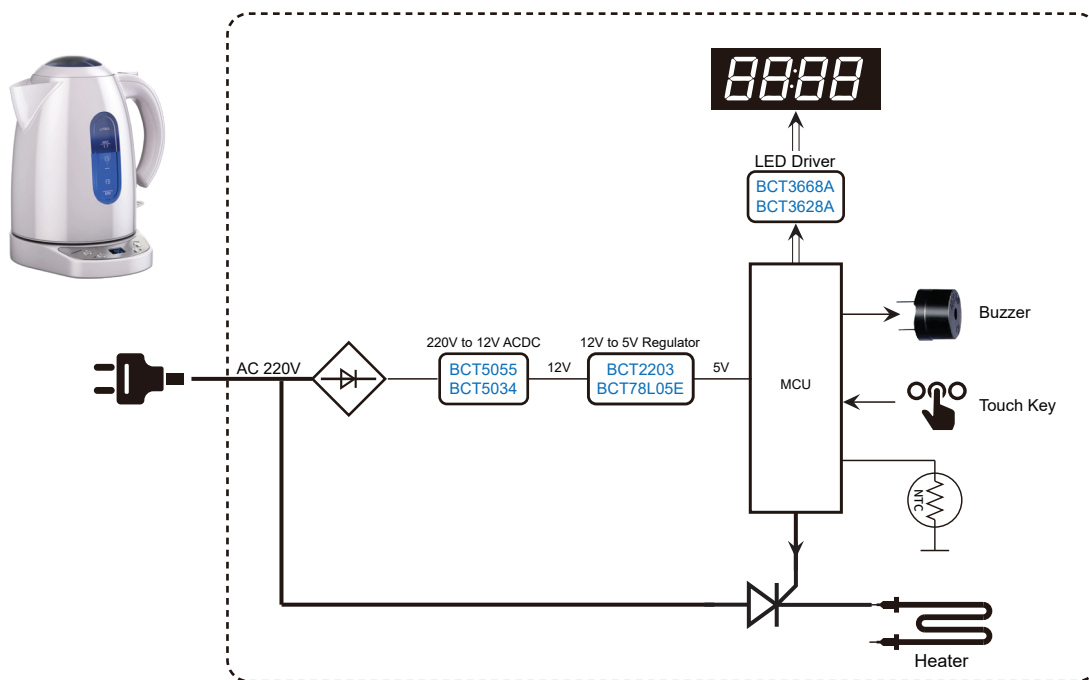 88:88
LED Driver
BCT3668A
BCT3628A
Buzzer
220V to 12V ACDC
12V to 5V Regulator
AC 220V
BCT5055
BCT5034
12V
BCT2203
BCT78L05E
5V
MCU
Touch Key
NTC
Heater